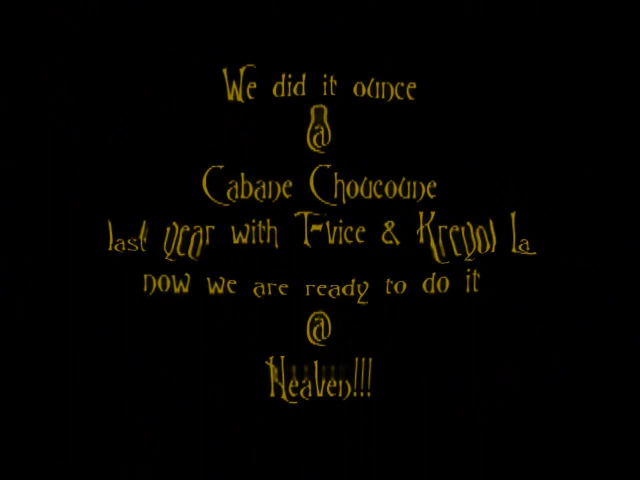 We did it ounce
@
Cabane Choucoune
last year with T-vice & Kreyol La
now we are ready to do it
@
Heaven!!!